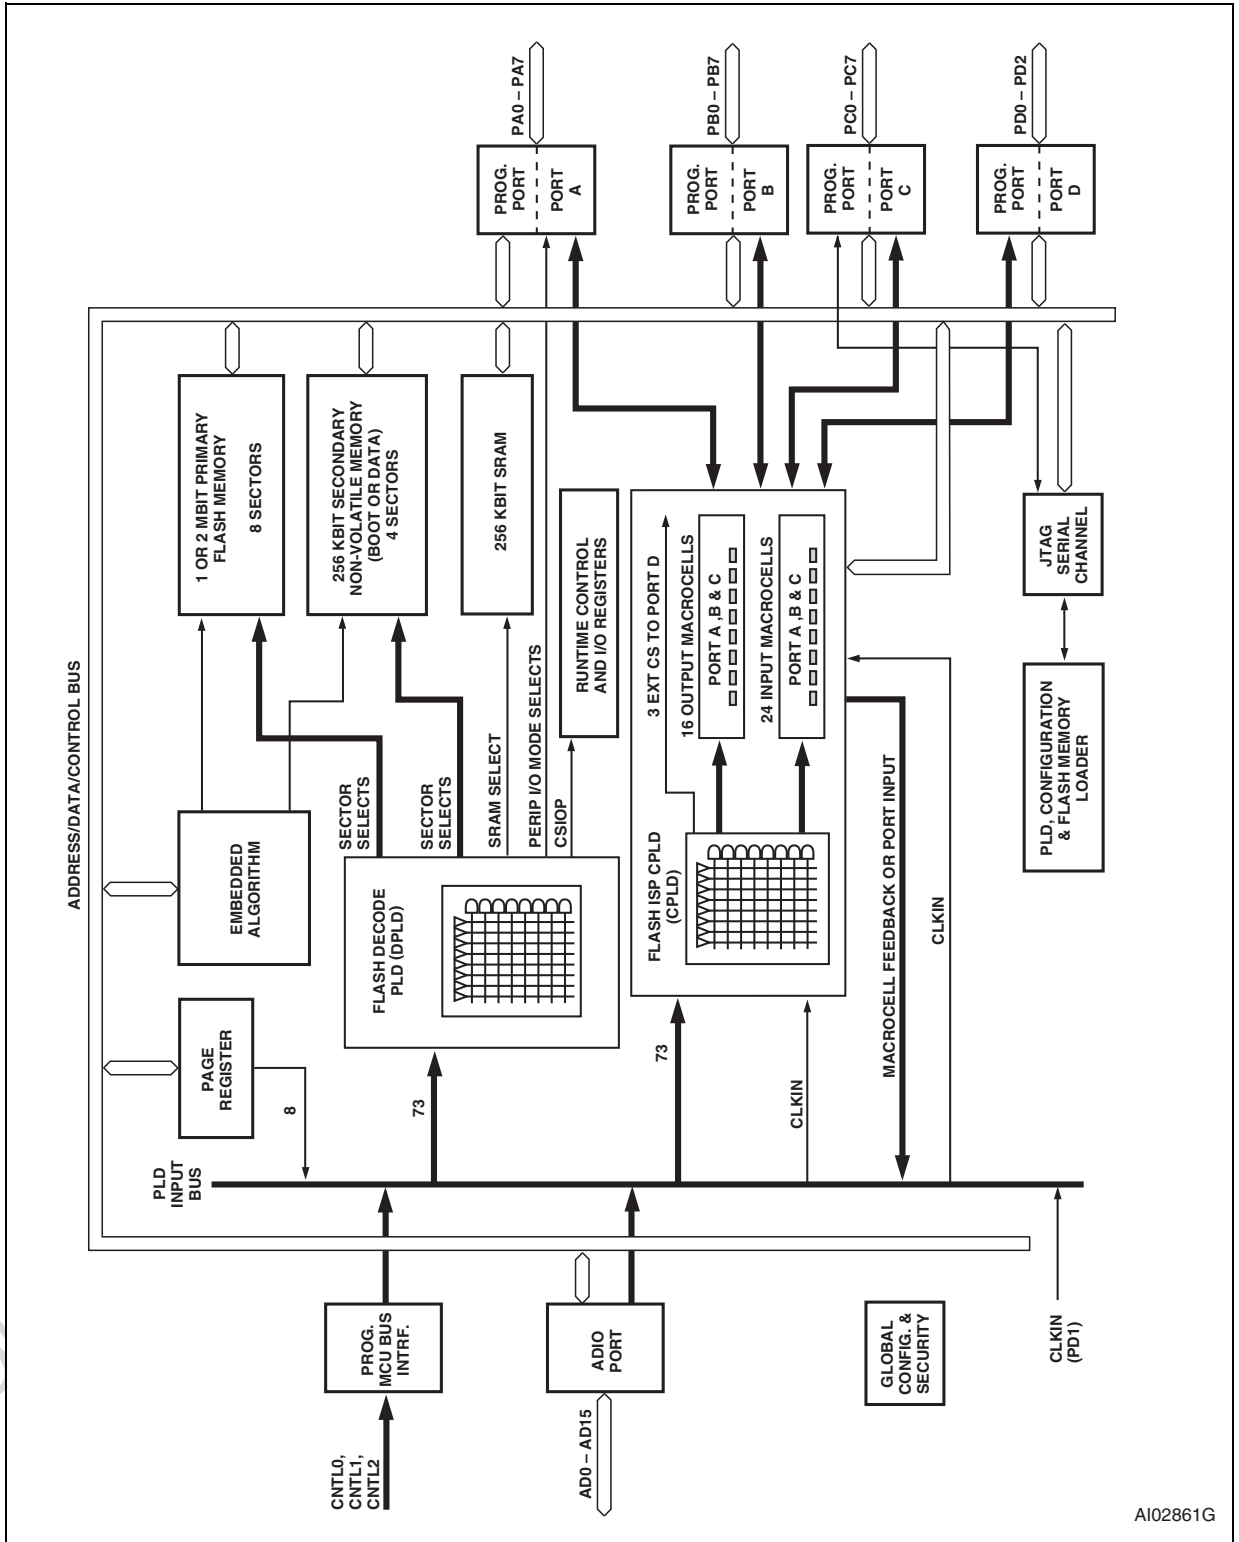 ADDRESS/DATA/CONTROL BUS
CNTL0,
CNTL1,
CNTL2
PROG.
MCU BUS
INTRF.
AD0 – AD15
ADIO
PORT
GLOBAL
CONFIG. &
SECURITY
CLKIN
(PD1)
PLD
INPUT
BUS
PAGE
REGISTER
8
73
73
CLKIN
EMBEDDED
ALGORITHM
FLASH DECODE
PLD (DPLD)
FLASH ISP CPLD
(CPLD)
SECTOR
SELECTS
SECTOR
SELECTS
SRAM SELECT
PERIP I/O MODE SELECTS
CSIOP
1 OR 2 MBIT PRIMARY
FLASH MEMORY
8 SECTORS
256 KBIT SECONDARY
NON-VOLATILE MEMORY
(BOOT OR DATA)
4 SECTORS
256 KBIT SRAM
RUNTIME CONTROL
AND I/O REGISTERS
3 EXT CS TO PORT D
16 OUTPUT MACROCELLS
PORT A ,B & C
24 INPUT MACROCELLS
PORT A ,B & C
MACROCELL FEEDBACK OR PORT INPUT
CLKIN
PLD, CONFIGURATION
& FLASH MEMORY
LOADER
JTAG
SERIAL
CHANNEL
PROG.
PORT
PORT
A
PA0 – PA7
PROG.
PORT
PORT
B
PB0 – PB7
PROG.
PORT
PORT
C
PC0 – PC7
PROG.
PORT
PORT
D
PD0 – PD2
AI02861G